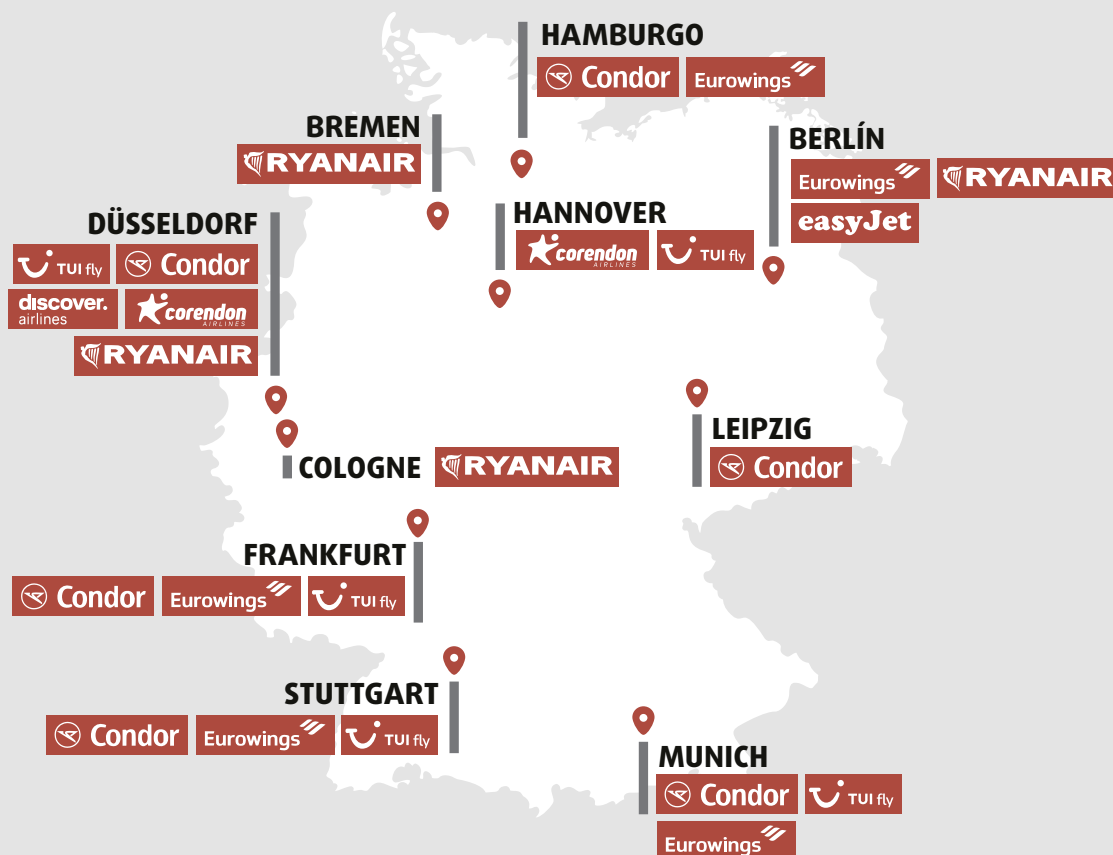 HAMBURGO
Condor Eurowings
BREMEN
RYANAIR
BERLÍN
Eurowings RYANAIR
easyJet
HANNOVER
corendon AIRLINES TUI fly
DÜSSELDORF
TUI fly Condor
discover. airlines corendon AIRLINES
RYANAIR
LEIPZIG
Condor
COLOGNE RYANAIR
FRANKFURT
Condor Eurowings TUI fly
STUTTGART
Condor Eurowings TUI fly
MUNICH
Condor TUI fly
Eurowings